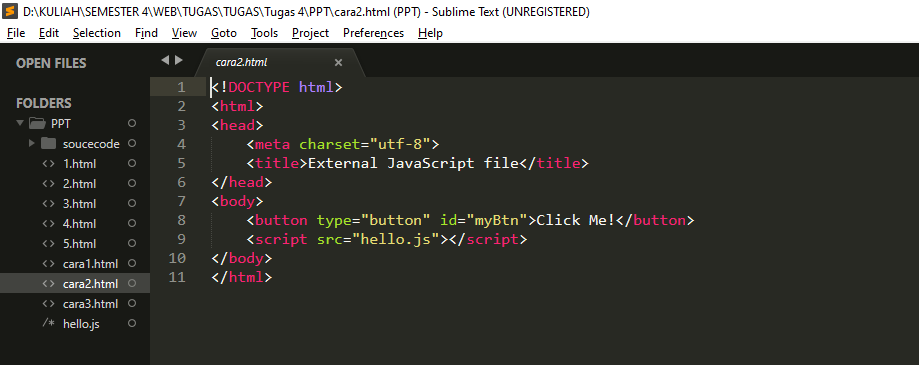 D:\KULIAH\SEMESTER 4\WEB\TUGAS\TUGAS\Tugas 4\PPT\cara2.html (PPT) - Sublime Text (UNREGISTERED)
File Edit Selection Find View Goto Tools Project Preferences Help
OPEN FILES
FOLDERS
PPT
soucecode
1.html
2.html
3.html
4.html
5.html
cara1.html
cara2.html
cara3.html
/* hello.js
cara2.html ×
1 <!DOCTYPE html>
2 <html>
3 <head>
4     <meta charset="utf-8">
5     <title>External JavaScript file</title>
6 </head>
7 <body>
8     <button type="button" id="myBtn">Click Me!</button>
9     <script src="hello.js"></script>
10 </body>
11 </html>